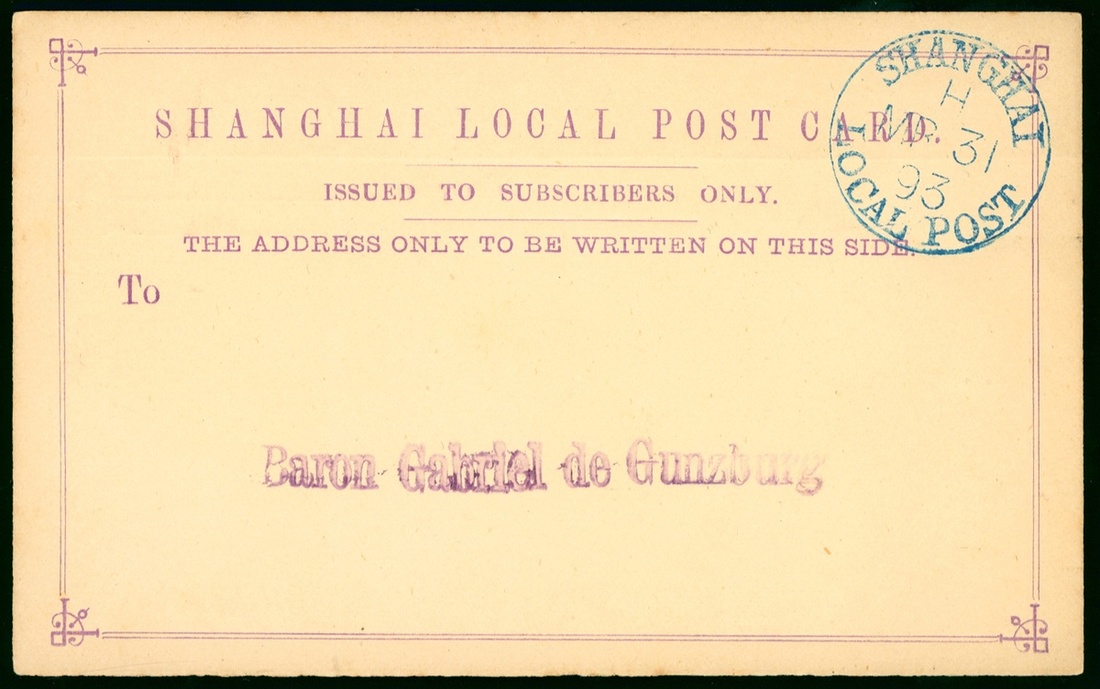 SHANGHAI LOCAL POST CARD.
SHANGHAI
H
MR 31
93
LOCAL POST
ISSUED TO SUBSCRIBERS ONLY.
THE ADDRESS ONLY TO BE WRITTEN ON THIS SIDE.
To
Baron Gabriel de Gunzburg